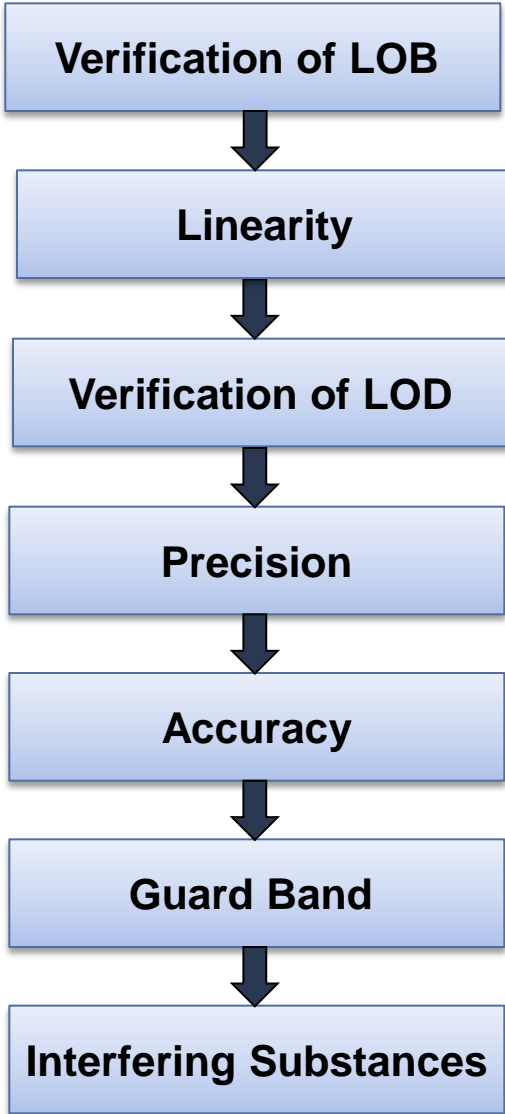 Verification of LOB
Linearity
Verification of LOD
Precision
Accuracy
Guard Band
Interfering Substances